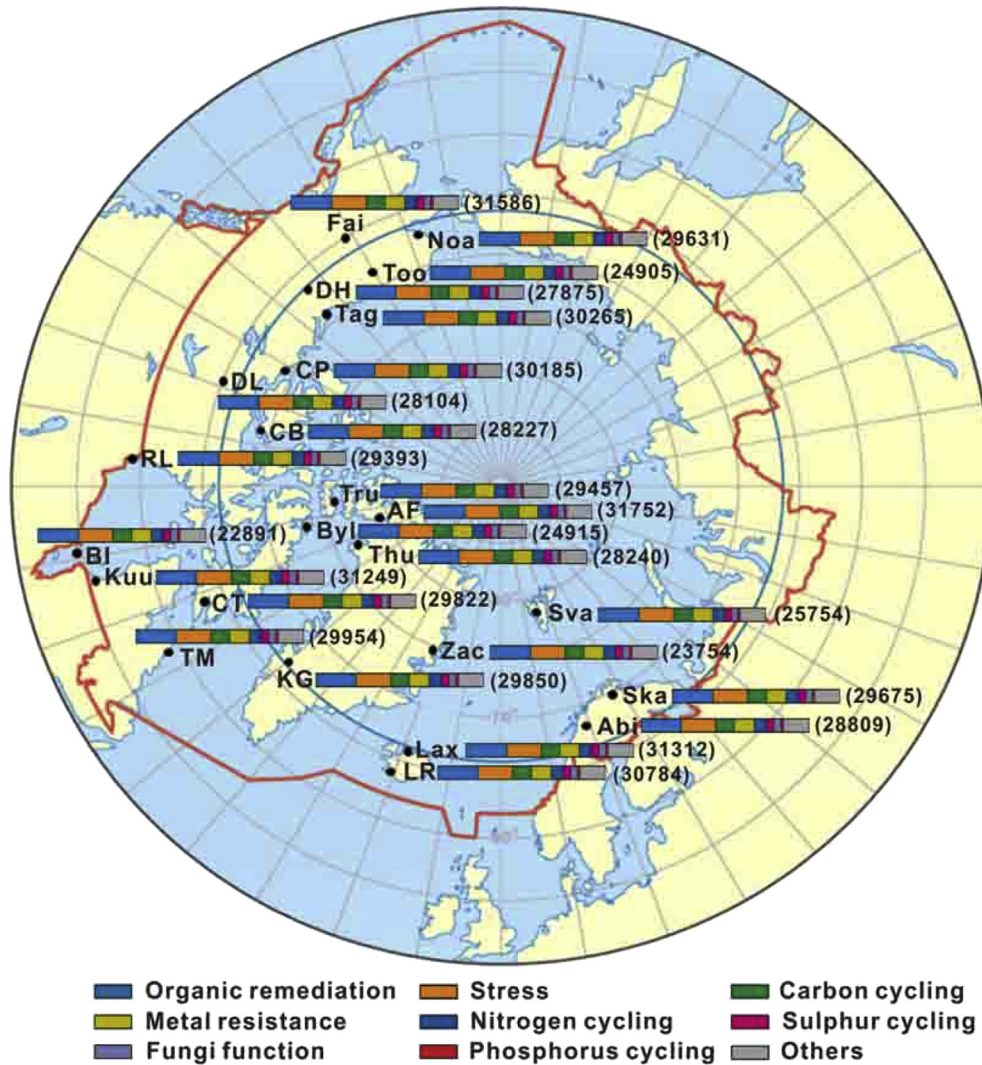 (31586)
Fai
Noa (29631)
Too (24905)
DH (27875)
Tag (30265)
CP (30185)
DL
(28104)
CB (28227)
RL (29393)
Tru (29457)
AF (31752)
Byl (24915)
Thu (28240)
(22891)
BI
Kuu (31249)
CT (29822)
Sva (25754)
(29954)
TM
Zac (23754)
KG (29850)
Ska (29675)
70°
Abi (28809)
Lax (31312)
LR (30784)
60°
Organic remediation Stress Carbon cycling
Metal resistance Nitrogen cycling Sulphur cycling
Fungi function Phosphorus cycling Others